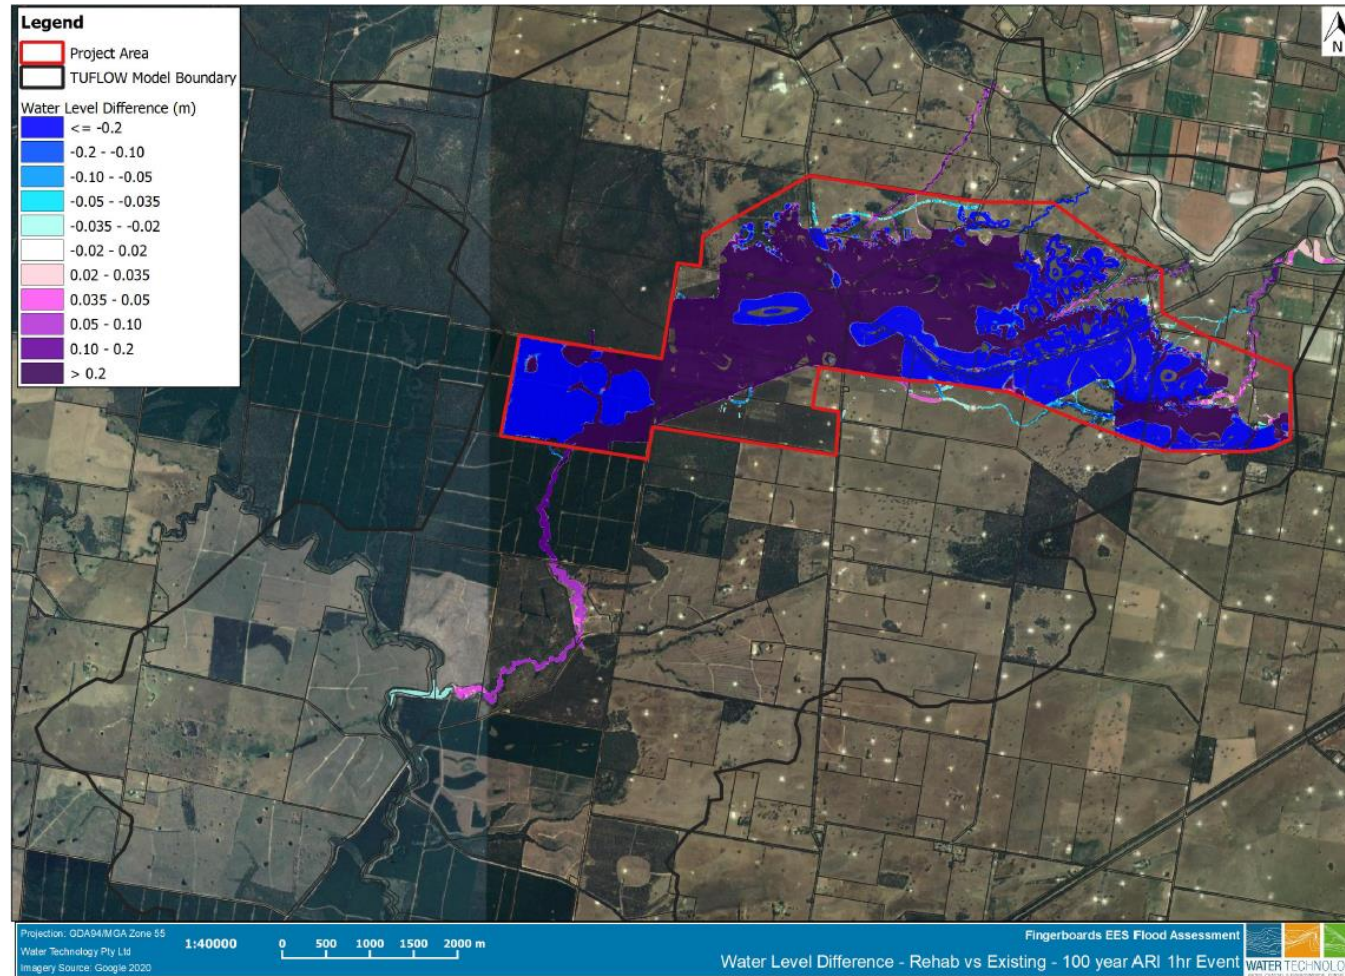 Legend
Project Area
TUFLOW Model Boundary
Water Level Difference (m)
<= -0.2
-0.2 - -0.10
-0.10 - -0.05
-0.05 - -0.035
-0.035 - -0.02
-0.02 - 0.02
0.02 - 0.035
0.035 - 0.05
0.05 - 0.10
0.10 - 0.2
> 0.2
N
Projection: GDA94/MGA Zone 55
Water Technology Pty Ltd
Imagery Source: Google 2020
1:40000
0 500 1000 1500 2000 m
Fingerboards EES Flood Assessment
Water Level Difference - Rehab vs Existing - 100 year ARI 1hr Event
WATER TECHNOLO